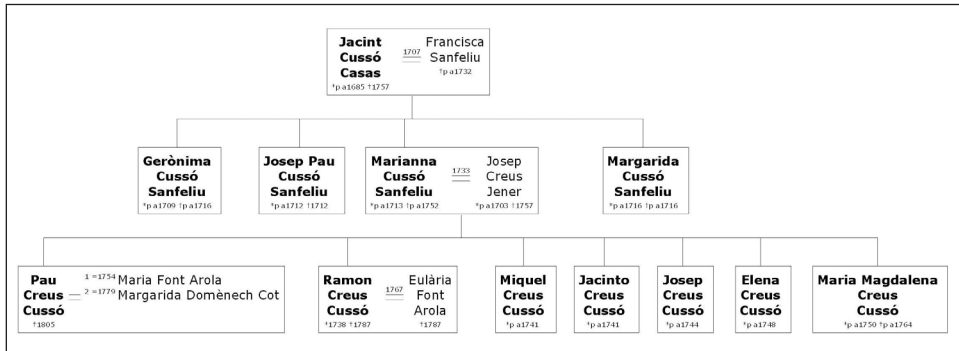 Jacint
Cussó
Casas
*p a1685 †1757
1707
Francisca
Sanfeliu
†p a1732
Gerònima
Cussó
Sanfeliu
*p a1709 †p a1716
Josep Pau
Cussó
Sanfeliu
*p a1712 †1712
Marianna
Cussó
Sanfeliu
*p a1713 †p a1752
1733
Josep
Creus
Jener
*p a1703 †1757
Margarida
Cussó
Sanfeliu
*p a1716 †p a1716
Pau
Creus
Cussó
†1805
1 =1754 Maria Font Arola
2 =1779 Margarida Domènech Cot
Ramon
Creus
Cussó
*1738 †1787
1767
Eulària
Font
Arola
†1787
Miquel
Creus
Cussó
*p a1741
Jacinto
Creus
Cussó
*p a1741
Josep
Creus
Cussó
*p a1744
Elena
Creus
Cussó
*p a1748
Maria Magdalena
Creus
Cussó
*p a1750 †p a1764